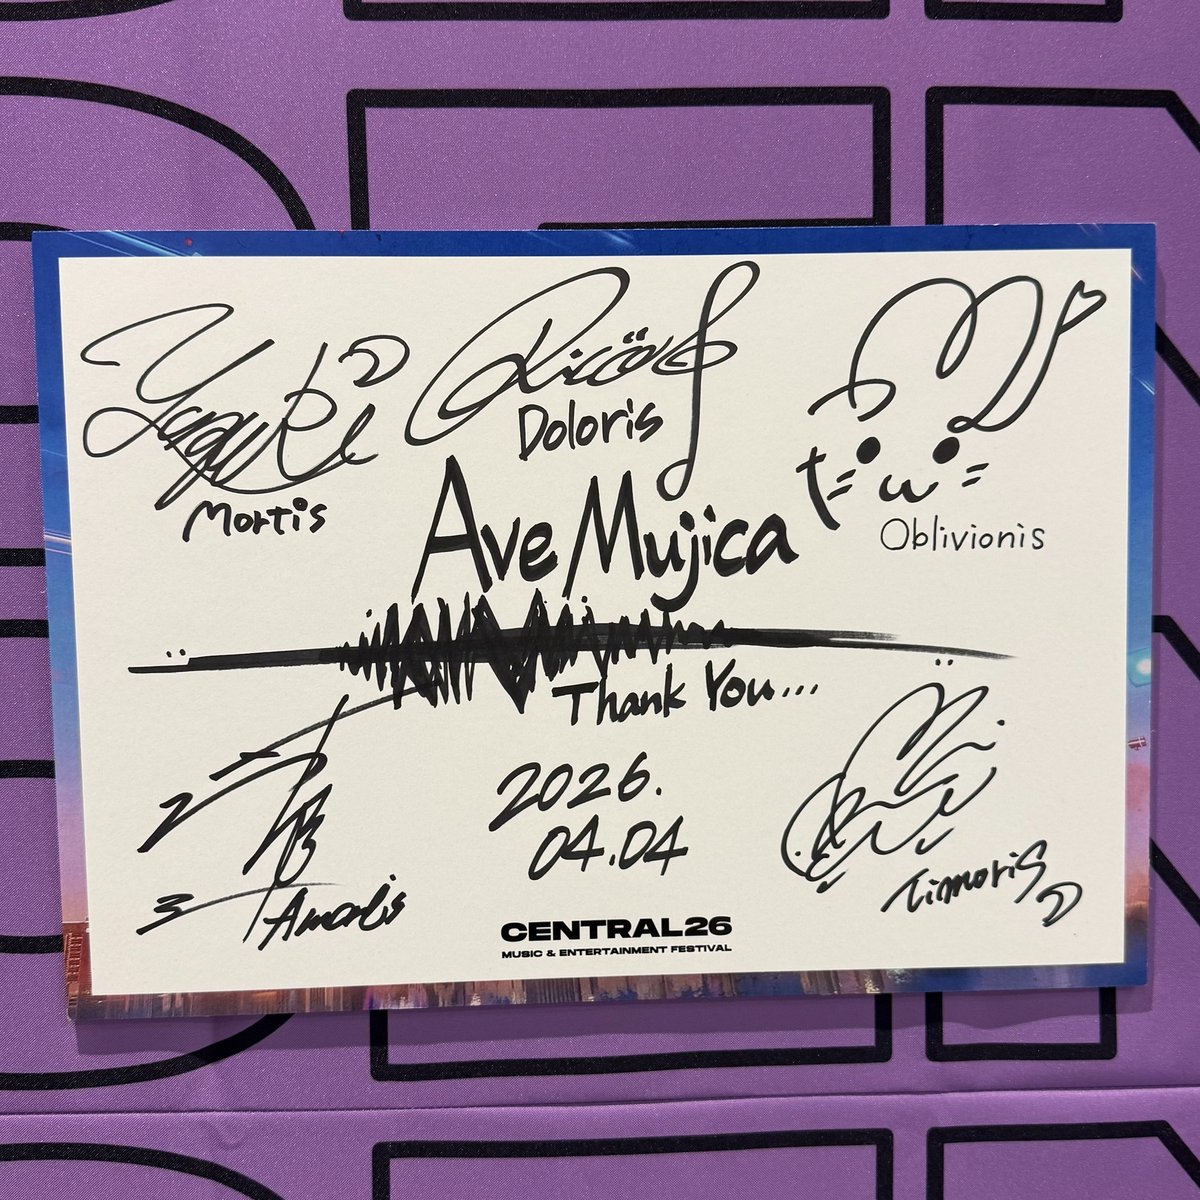 Mortis
Doloris
Oblivionis
Ave Mujica
Thank You...
2026.
04.04
Amoris
Timoris
CENTRAL26
MUSIC & ENTERTAINMENT FESTIVAL